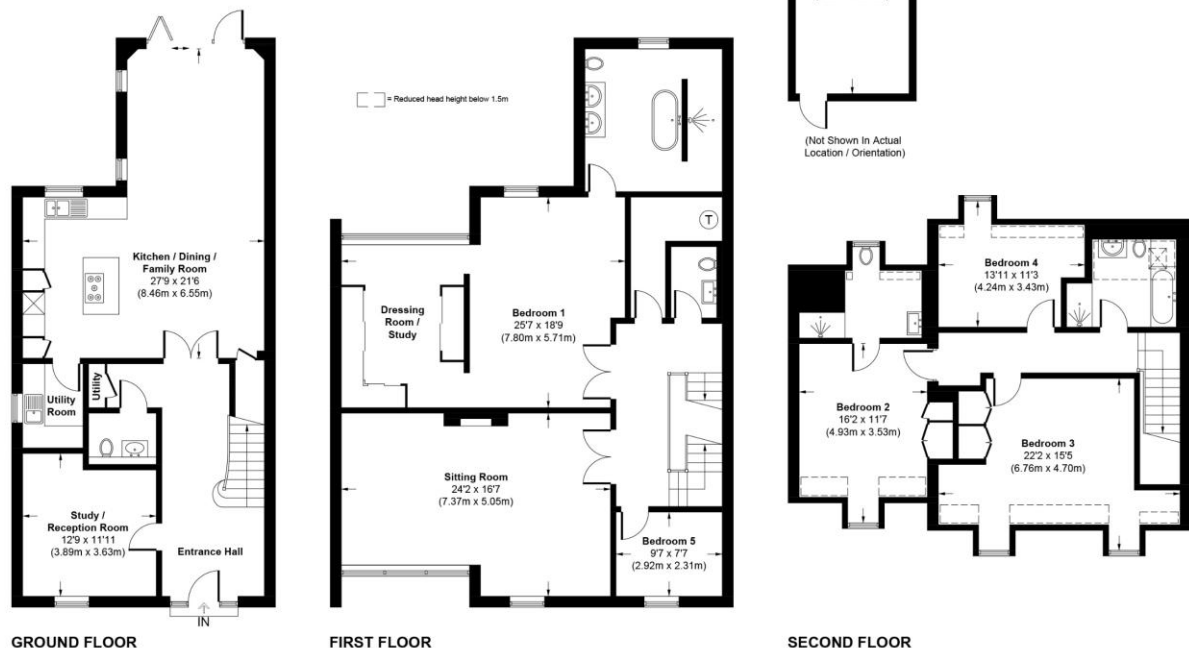 Kitchen / Dining /
Family Room
27'9 x 21'6
(8.46m x 6.55m)
Utility
Utility
Room
Study /
Reception Room
12'9 x 11'11
(3.89m x 3.63m)
Entrance Hall
IN
GROUND FLOOR
= Reduced head height below 1.5m
T
Dressing
Room /
Study
Bedroom 1
25'7 x 18'9
(7.80m x 5.71m)
Sitting Room
24'2 x 16'7
(7.37m x 5.05m)
Bedroom 5
9'7 x 7'7
(2.92m x 2.31m)
FIRST FLOOR
(Not Shown In Actual
Location / Orientation)
Bedroom 4
13'11 x 11'3
(4.24m x 3.43m)
Bedroom 2
16'2 x 11'7
(4.93m x 3.53m)
Bedroom 3
22'2 x 15'5
(6.76m x 4.70m)
SECOND FLOOR